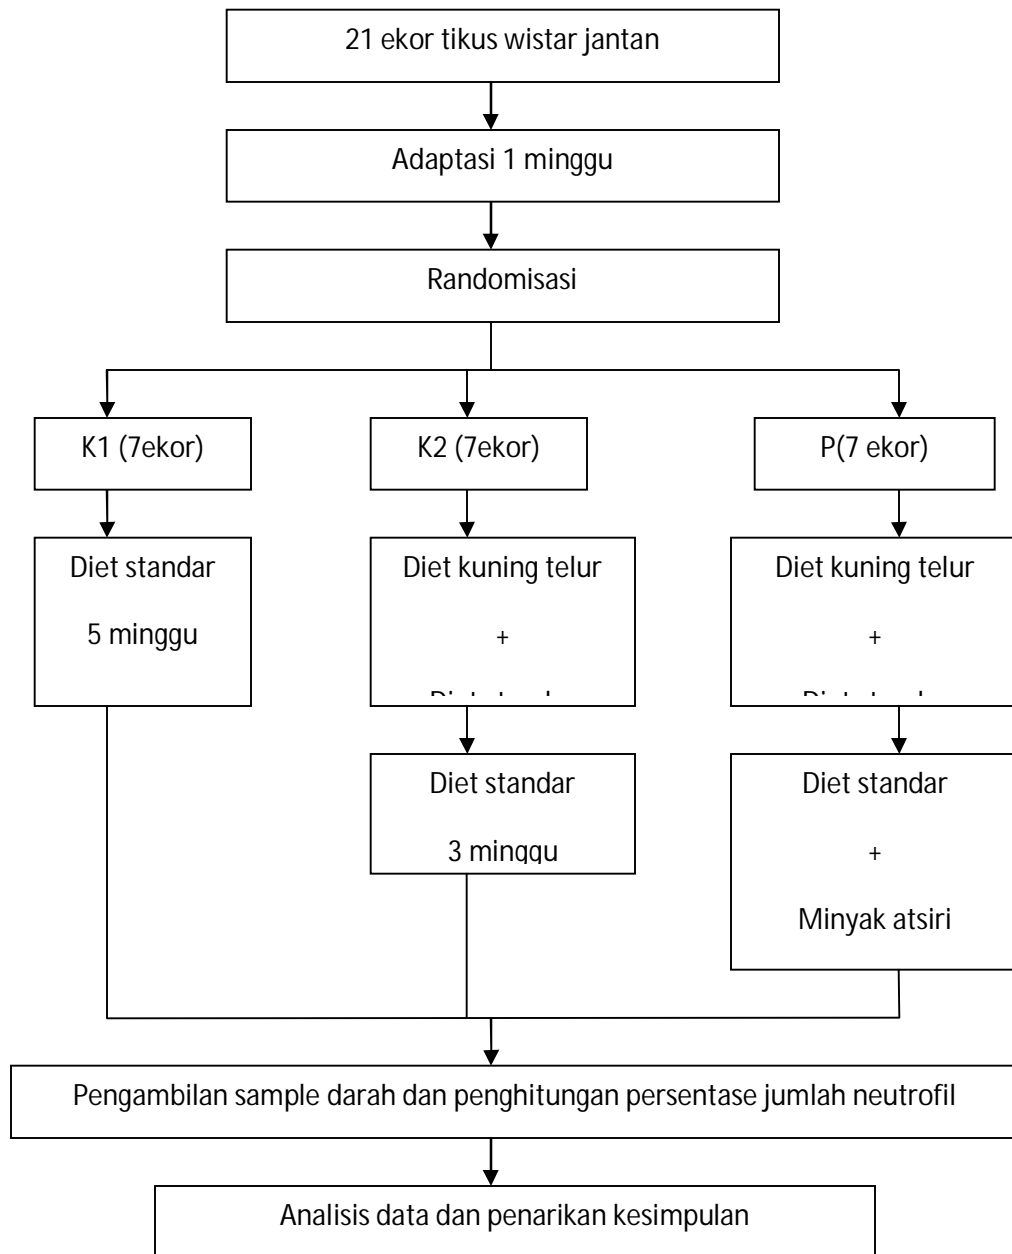 21 ekor tikus wistar jantan
Adaptasi 1 minggu
Randomisasi
K1 (7ekor)
K2 (7ekor)
P(7 ekor)
Diet standar
5 minggu
Diet kuning telur
+
Diet kuning telur
+
Diet standar
3 minggu
Diet standar
+
Minyak atsiri
Pengambilan sample darah dan penghitungan persentase jumlah neutrofil
Analisis data dan penarikan kesimpulan